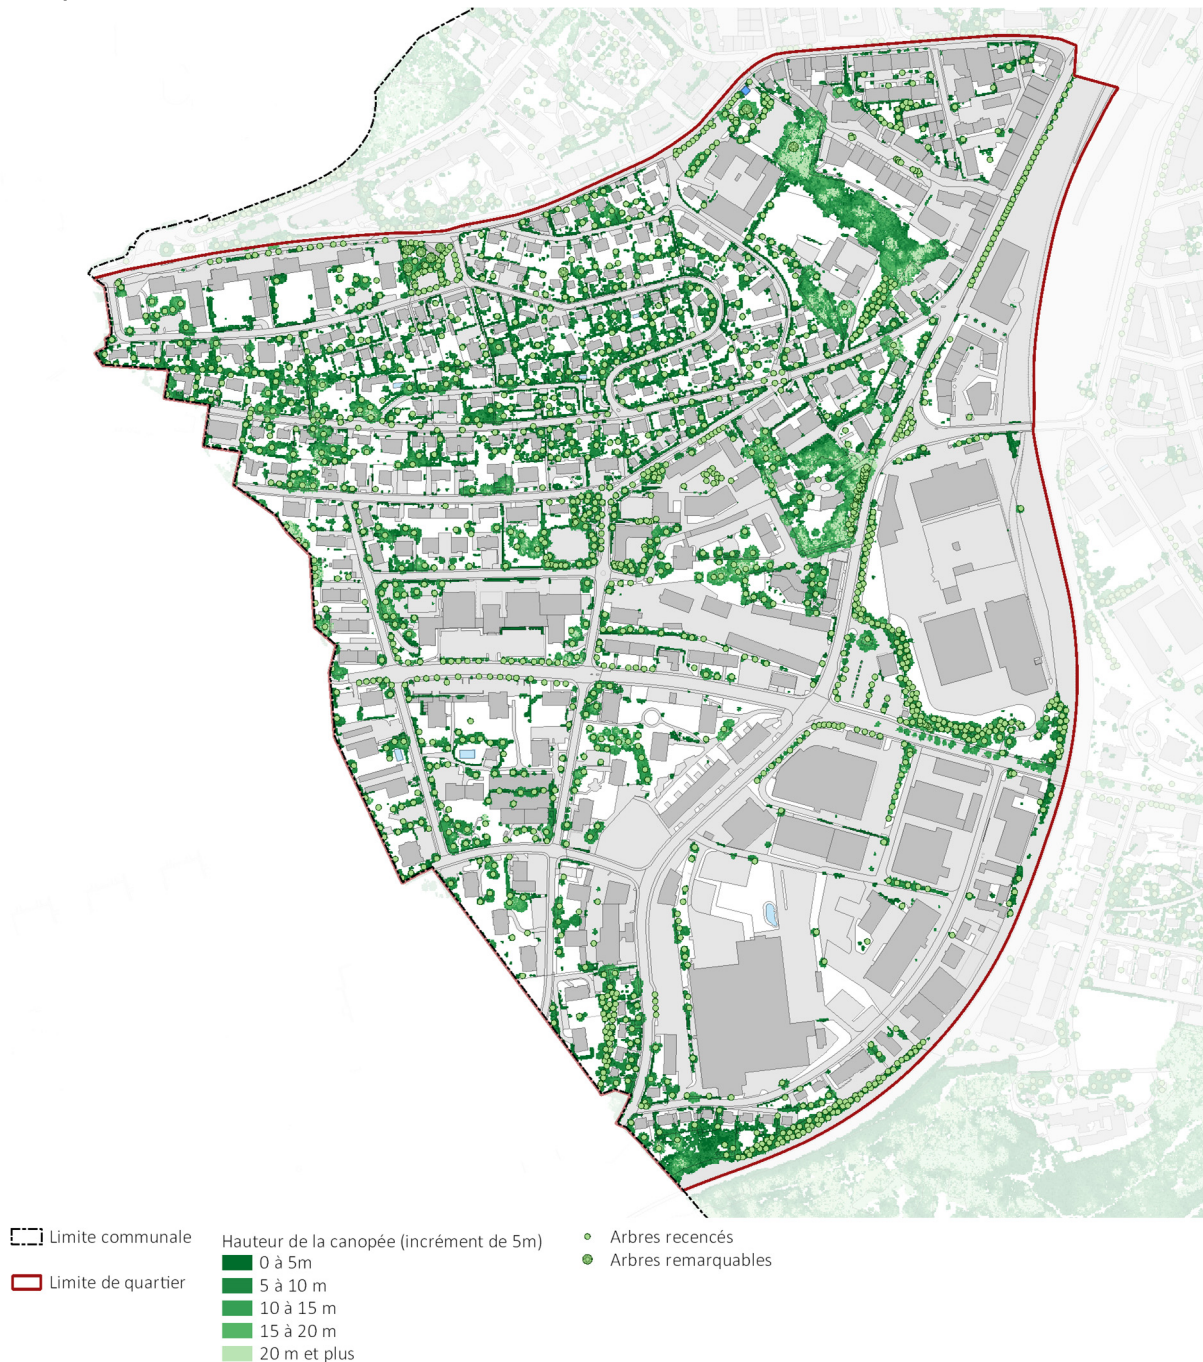 Limite communale
Limite de quartier
Hauteur de la canopée (incrément de 5m)
0 à 5m
5 à 10 m
10 à 15 m
15 à 20 m
20 m et plus
Arbres recencés
Arbres remarquables